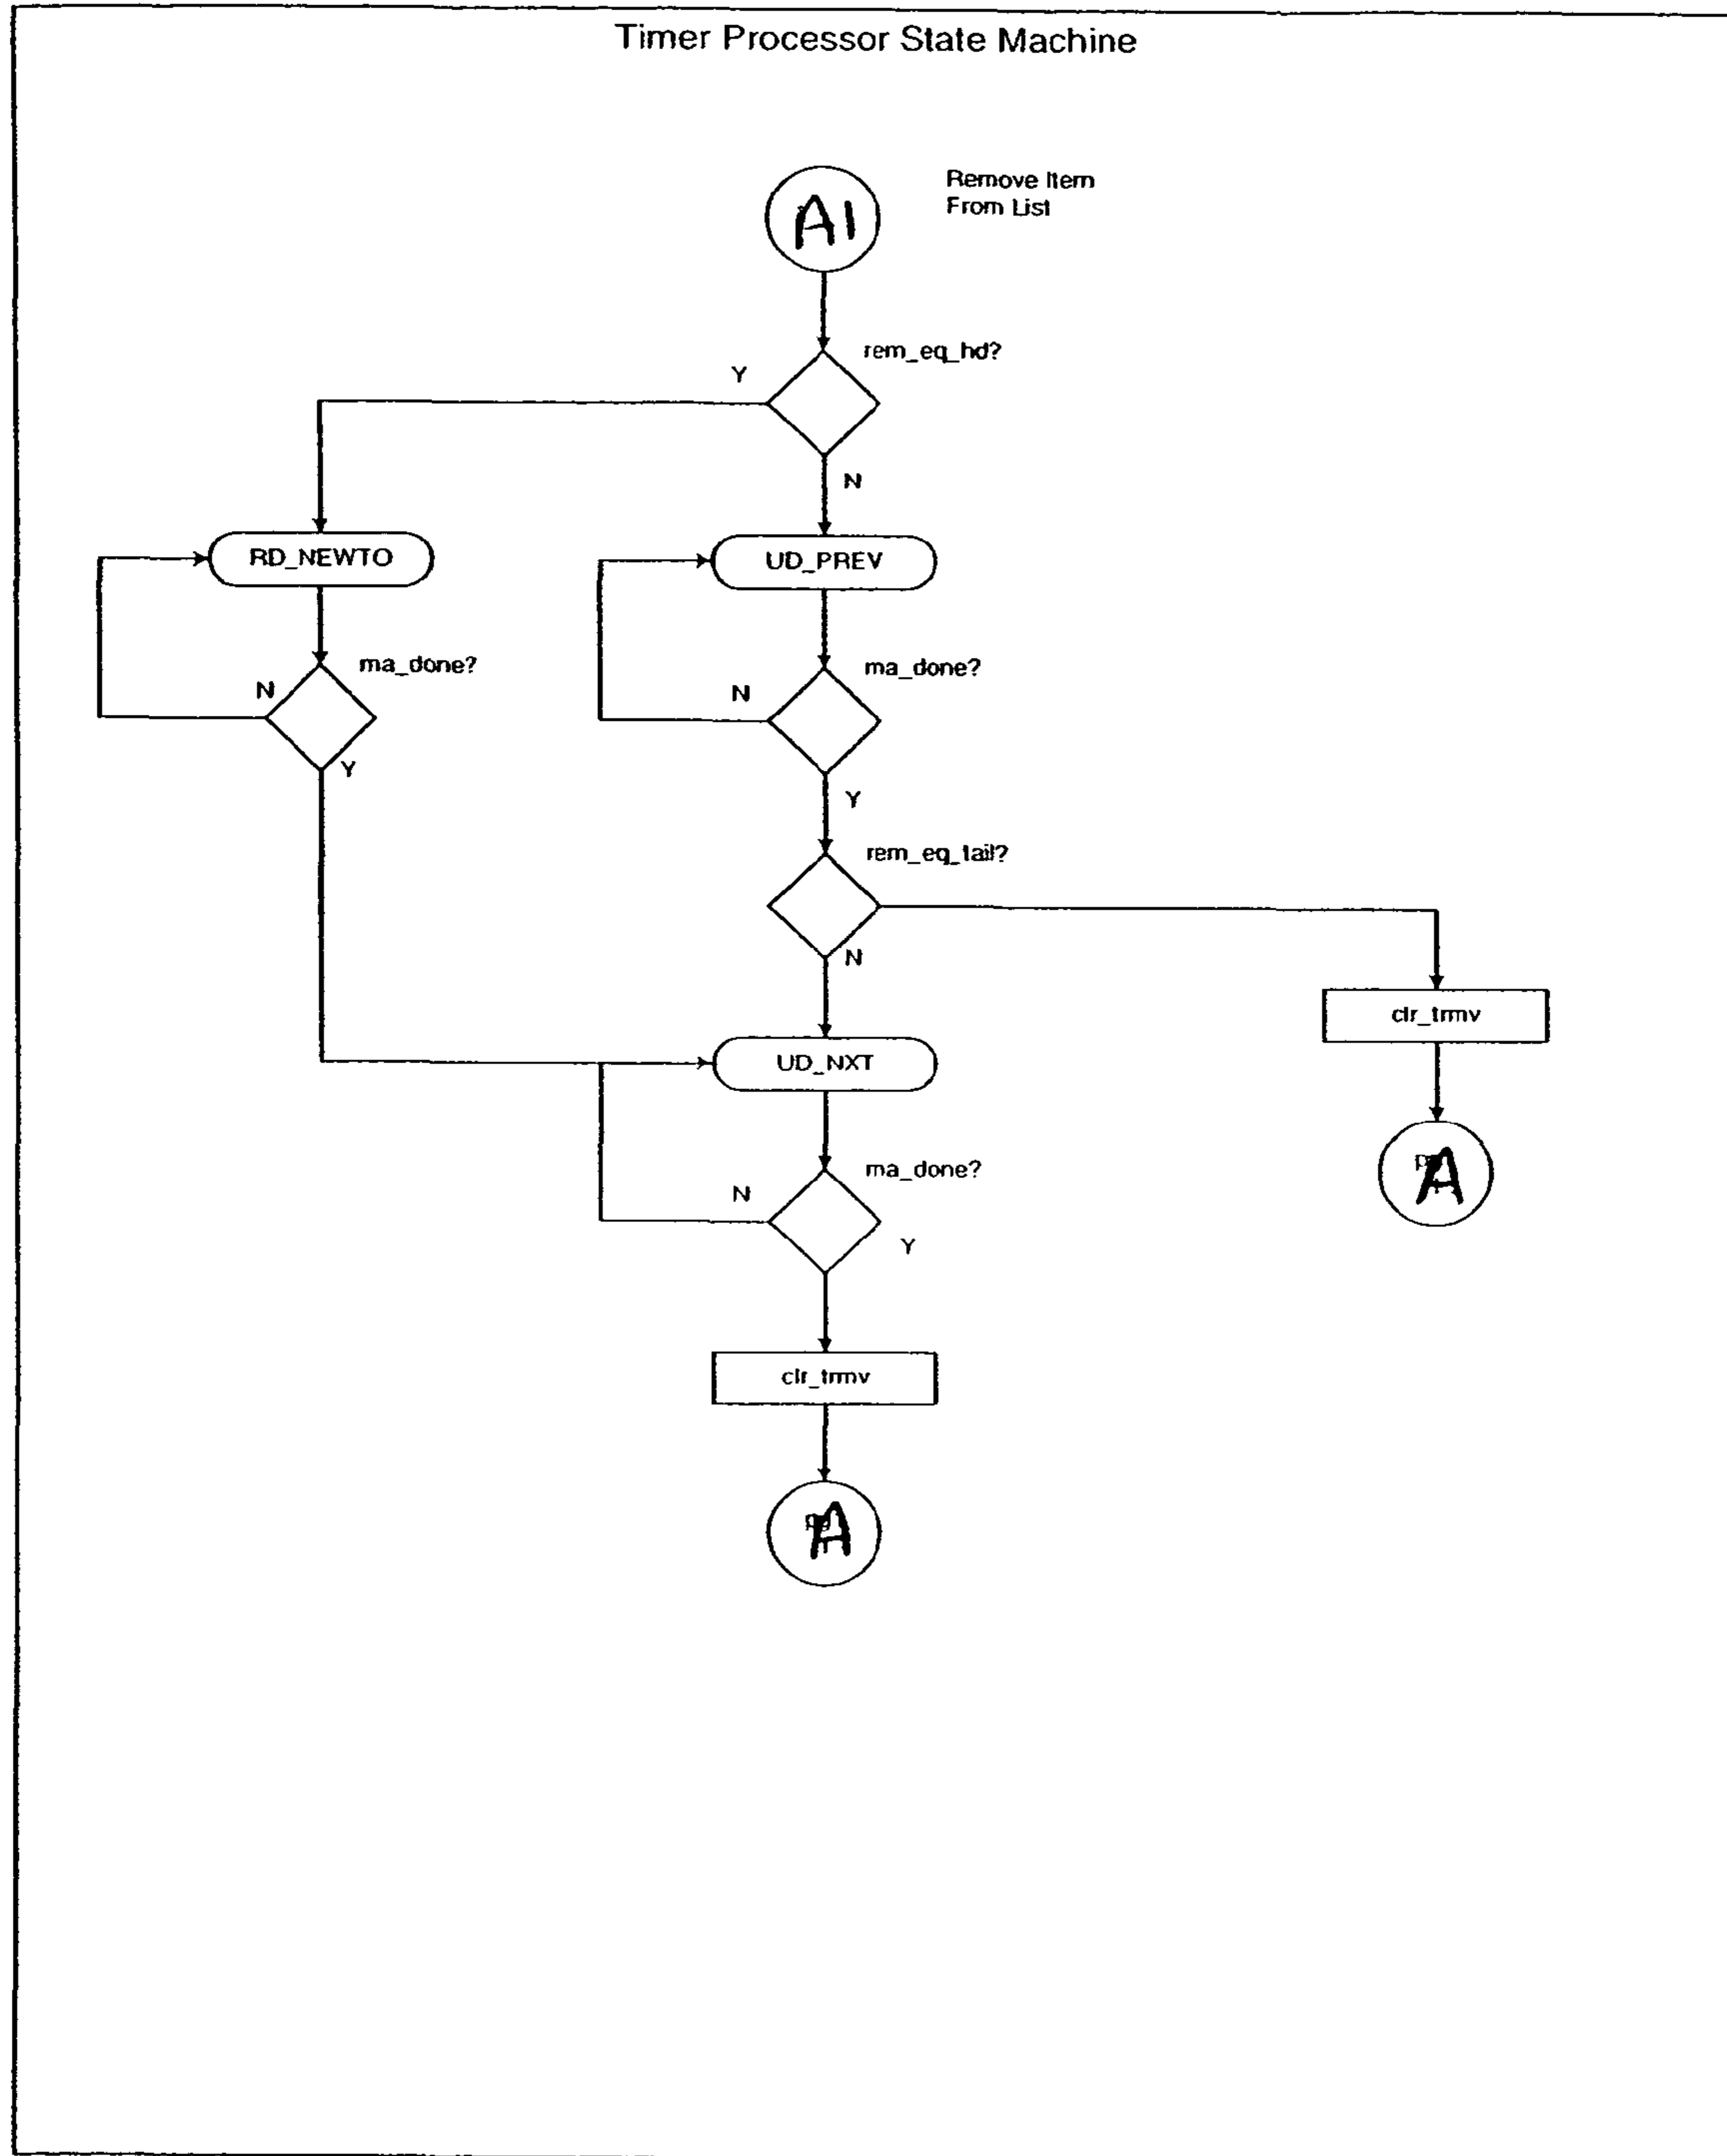 Timer Processor State Machine
A1
Remove Item
From List
rem_eq_hd?
Y
N
RD_NEWTO
UD_PREV
ma_done?
N
Y
ma_done?
N
Y
rem_eq_tail?
N
clr_trmv
A
UD_NXT
ma_done?
N
Y
clr_trmv
A